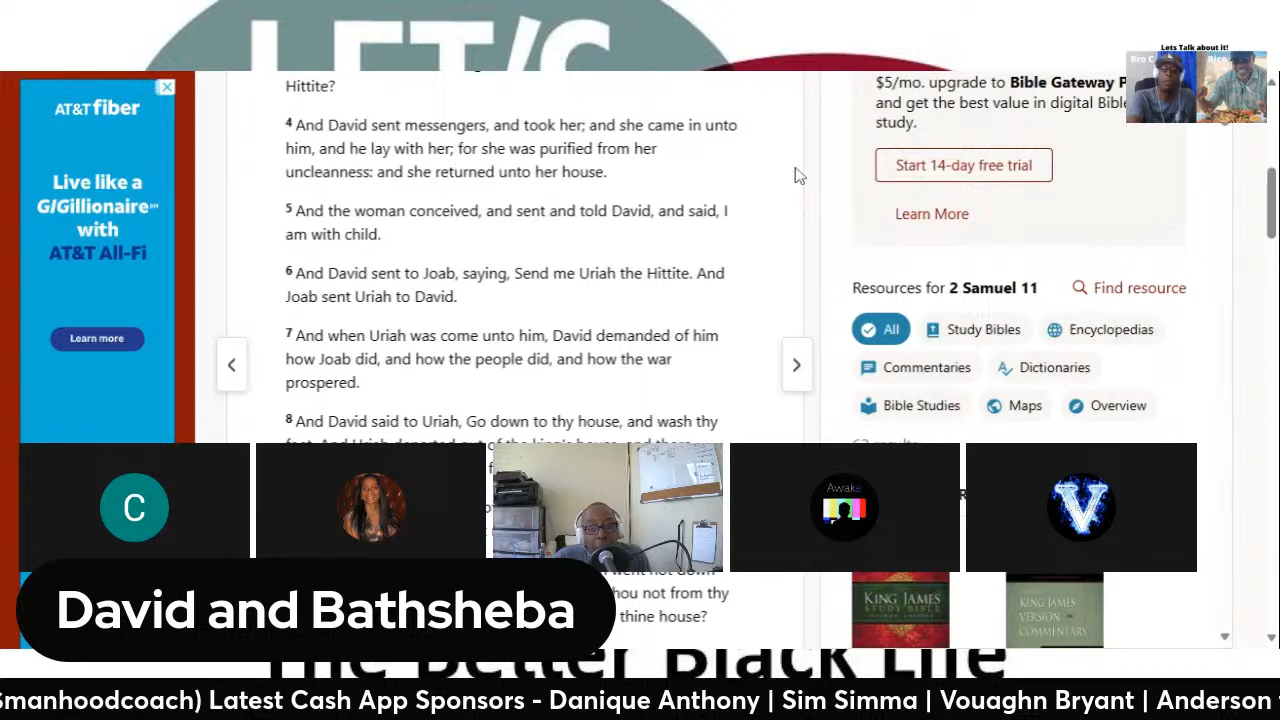 LET'S
Lets Talk about it!
Bro C
Rico
AT&T fiber
Live like a
GIGillionaire℠
with
AT&T All-Fi
Learn more
Hittite?
4 And David sent messengers, and took her; and she came in unto
him, and he lay with her; for she was purified from her
uncleanness: and she returned unto her house.
5 And the woman conceived, and sent and told David, and said, I
am with child.
6 And David sent to Joab, saying, Send me Uriah the Hittite. And
Joab sent Uriah to David.
7 And when Uriah was come unto him, David demanded of him
how Joab did, and how the people did, and how the war
prospered.
8 And David said to Uriah, Go down to thy house, and wash thy
hou not from thy
thine house?
$5/mo. upgrade to Bible Gateway P
and get the best value in digital Bible
study.
Start 14-day free trial
Learn More
Resources for 2 Samuel 11
Find resource
All
Study Bibles
Encyclopedias
Commentaries
Dictionaries
Bible Studies
Maps
Overview
C
Awake
V
KING JAMES
STUDY BIBLE
KING JAMES
VERSION
COMMENTARY
David and Bathsheba
The Better Black Life
$manhoodcoach) Latest Cash App Sponsors - Danique Anthony | Sim Simma | Vouaghn Bryant | Anderson